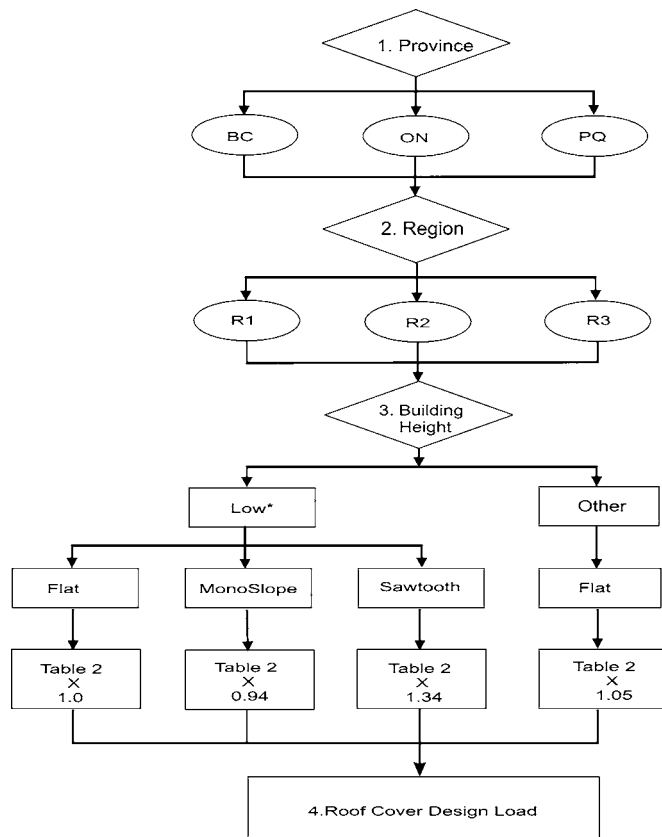 1. Province
BC
ON
PQ
2. Region
R1
R2
R3
3. Building
Height
Low*
Other
Flat
MonoSlope
Sawtooth
Flat
Table 2
×
1.0
Table 2
×
0.94
Table 2
×
1.34
Table 2
×
1.05
4.Roof Cover Design Load